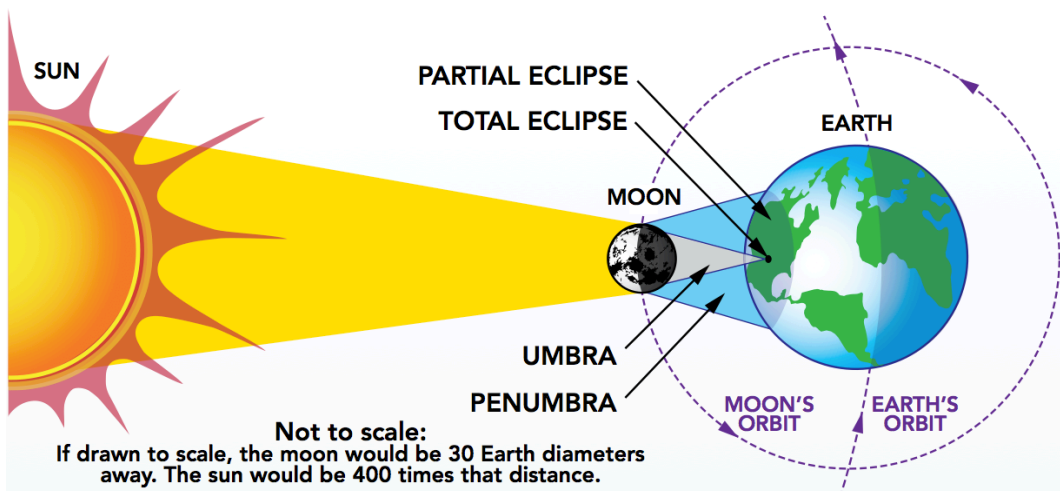 SUN
PARTIAL ECLIPSE
TOTAL ECLIPSE
EARTH
MOON
UMBRA
PENUMBRA
MOON'S
ORBIT
EARTH'S
ORBIT
Not to scale:
If drawn to scale, the moon would be 30 Earth diameters
away. The sun would be 400 times that distance.